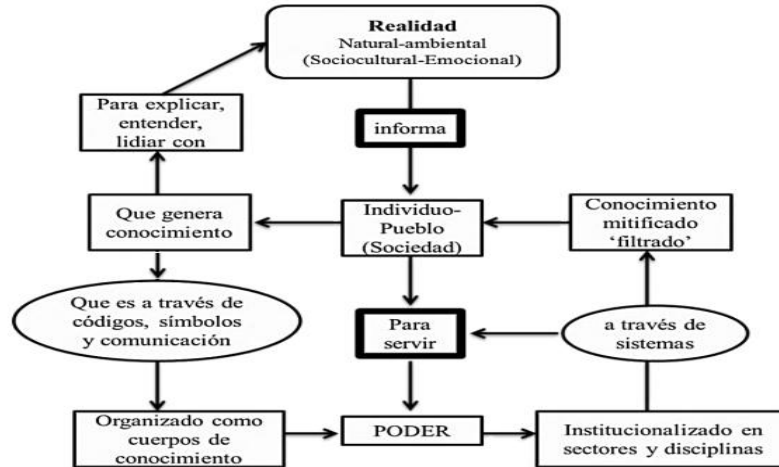 Realidad
Natural-ambiental
(Sociocultural-Emocional)
Para explicar,
entender,
lidiar con
informa
Que genera
conocimiento
Individuo-
Pueblo
(Sociedad)
Conocimiento
mitificado
‘filtrado’
Que es a través de
códigos, símbolos
y comunicación
Para
servir
a través de
sistemas
Organizado como
cuerpos de
conocimiento
PODER
Institucionalizado en
sectores y disciplinas